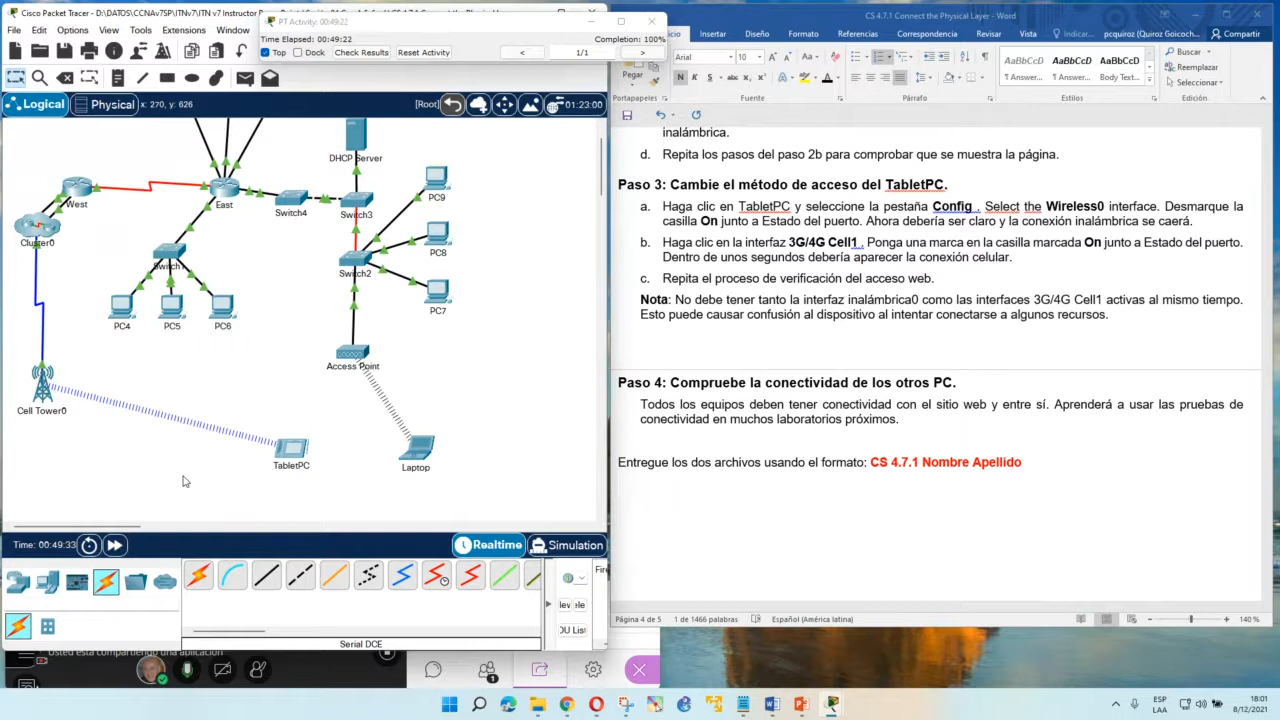 Cisco Packet Tracer - D:\DATOS\CCNAv7SP\ITNv7\ITN v7 Instructor
PT Activity: 00:49:22
CS 4.7.1 Connect the Physical Layer - Word
pcquiroz (Quiroz Goicoch...
File Edit Options View Tools Extensions Window
Time Elapsed: 00:49:22 Completion: 100%
Top Dock Check Results Reset Activity < 1/1 >
Insertar Diseño Formato Referencias Correspondencia Revisar Vista Indicar... Compartir
Pegar
Arial 10
N K S abc x₂ x²
AaBbCcC AaBbCcC AaBbCcD
¶ Answer... ¶ Answer... Body Text...
Buscar
Reemplazar
Seleccionar
Portapapeles Fuente Párrafo Estilos Edición
Logical Physical x: 270, y: 626 [Root] 01:23:00
DHCP Server
PC9
West
East
Switch4
Switch3
Cluster0
PC8
Switch1
Switch2
PC7
PC4 PC5 PC6
Access Point
Cell Tower0
TabletPC
Laptop
inalámbrica.
d. Repita los pasos del paso 2b para comprobar que se muestra la página.
Paso 3: Cambie el método de acceso del TabletPC.
a. Haga clic en TabletPC y seleccione la pestaña Config . Select the Wireless0 interface. Desmarque la
casilla On junto a Estado del puerto. Ahora debería ser claro y la conexión inalámbrica se caerá.
b. Haga clic en la interfaz 3G/4G Cell1 . Ponga una marca en la casilla marcada On junto a Estado del puerto.
Dentro de unos segundos debería aparecer la conexión celular.
c. Repita el proceso de verificación del acceso web.
Nota: No debe tener tanto la interfaz inalámbrica0 como las interfaces 3G/4G Cell1 activas al mismo tiempo.
Esto puede causar confusión al dispositivo al intentar conectarse a algunos recursos.
Paso 4: Compruebe la conectividad de los otros PC.
Todos los equipos deben tener conectividad con el sitio web y entre sí. Aprenderá a usar las pruebas de
conectividad en muchos laboratorios próximos.
Entregue los dos archivos usando el formato: CS 4.7.1 Nombre Apellido
Time: 00:49:33 Realtime Simulation
Serial DCE
Página 4 de 5 1 de 1466 palabras Español (América latina) 140 %
Usted está compartiendo una aplicación
1
ESP
LAA
18:01
8/12/2021